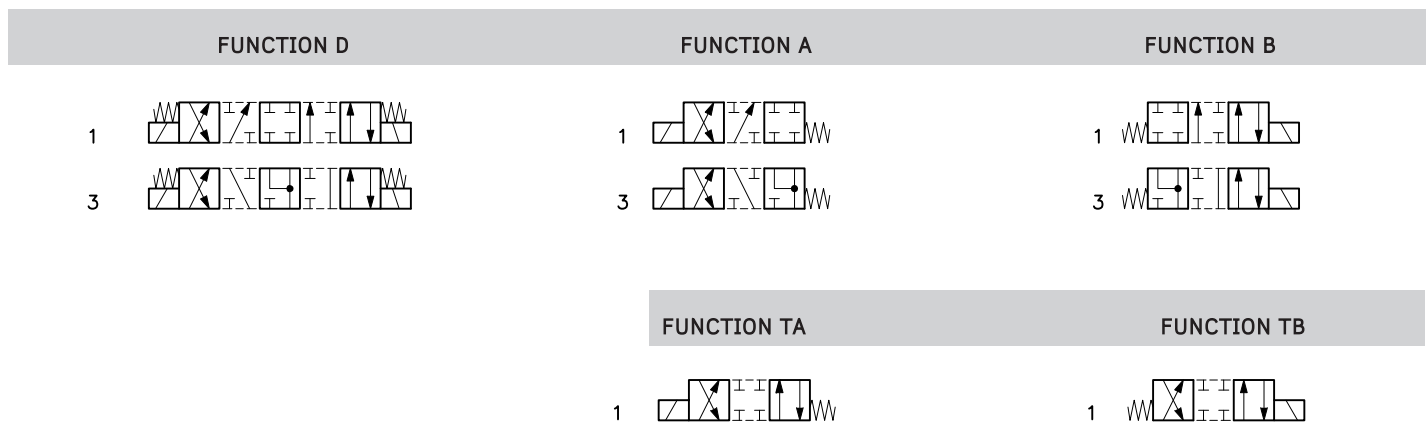 FUNCTION D FUNCTION A FUNCTION B
1 1 1
3 3 3
FUNCTION TA FUNCTION TB
1 1